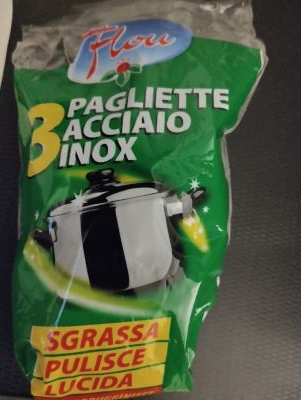 Flou
3 PAGLIETTE
ACCIAIO
INOX
SGRASSA
PULISCE
LUCIDA